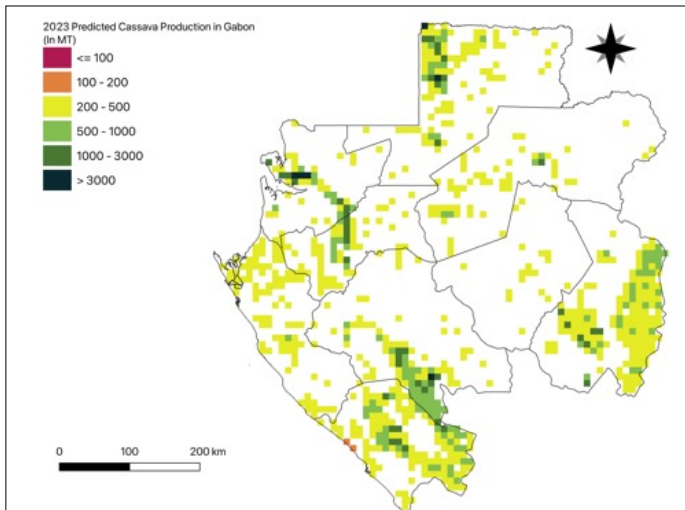 2023 Predicted Cassava Production in Gabon
(In MT)
<= 100
100 - 200
200 - 500
500 - 1000
1000 - 3000
> 3000
0 100 200 km